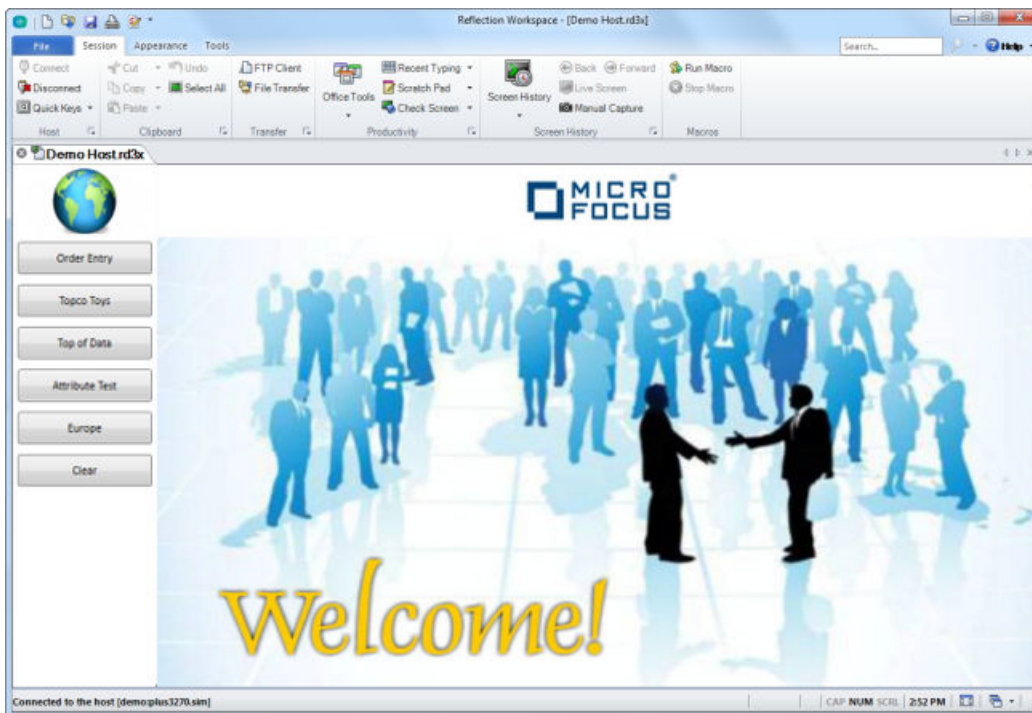 Reflection Workspace - [Demo Host.rd3x]
File Session Appearance Tools Search... Help
Connect Cut Undo FTP Client Recent Typing Back Forward Run Macro
Disconnect Copy Select All File Transfer Office Tools Scratch Pad Screen History Live Screen Stop Macro
Quick Keys Paste Check Screen Manual Capture
Host Clipboard Transfer Productivity Screen History Macros
Demo Host.rd3x
MICRO
FOCUS
Order Entry
Topco Toys
Top of Data
Attribute Test
Europe
Clear
Welcome!
Connected to the host [demo:plus3270.sim] CAP NUM SCRL 2:52 PM